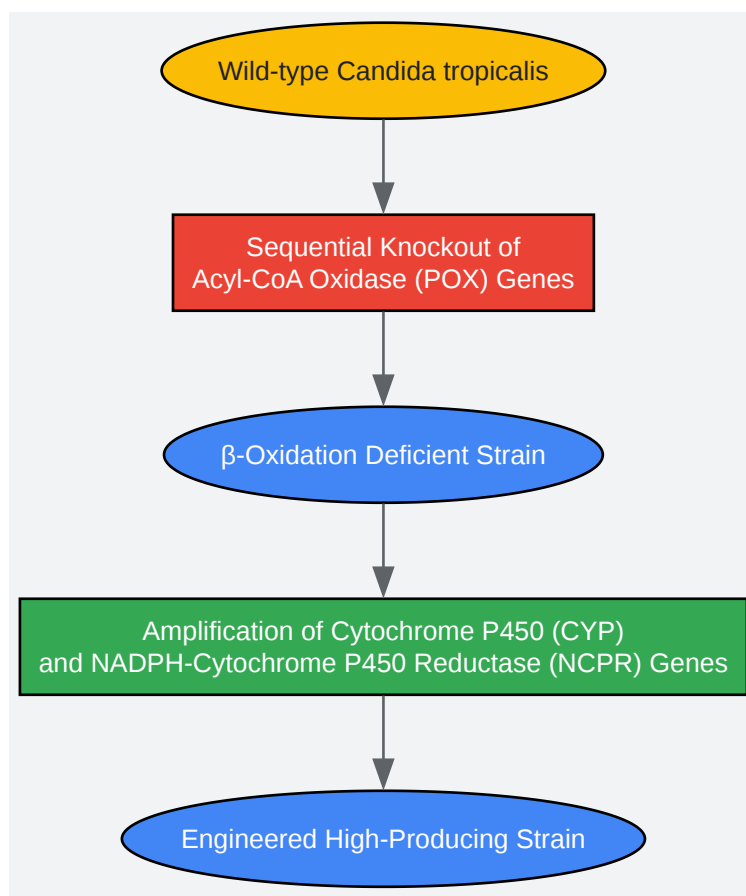 Wild-type Candida tropicalis
Sequential Knockout of
Acyl-CoA Oxidase (POX) Genes
β-Oxidation Deficient Strain
Amplification of Cytochrome P450 (CYP)
and NADPH-Cytochrome P450 Reductase (NCPR) Genes
Engineered High-Producing Strain